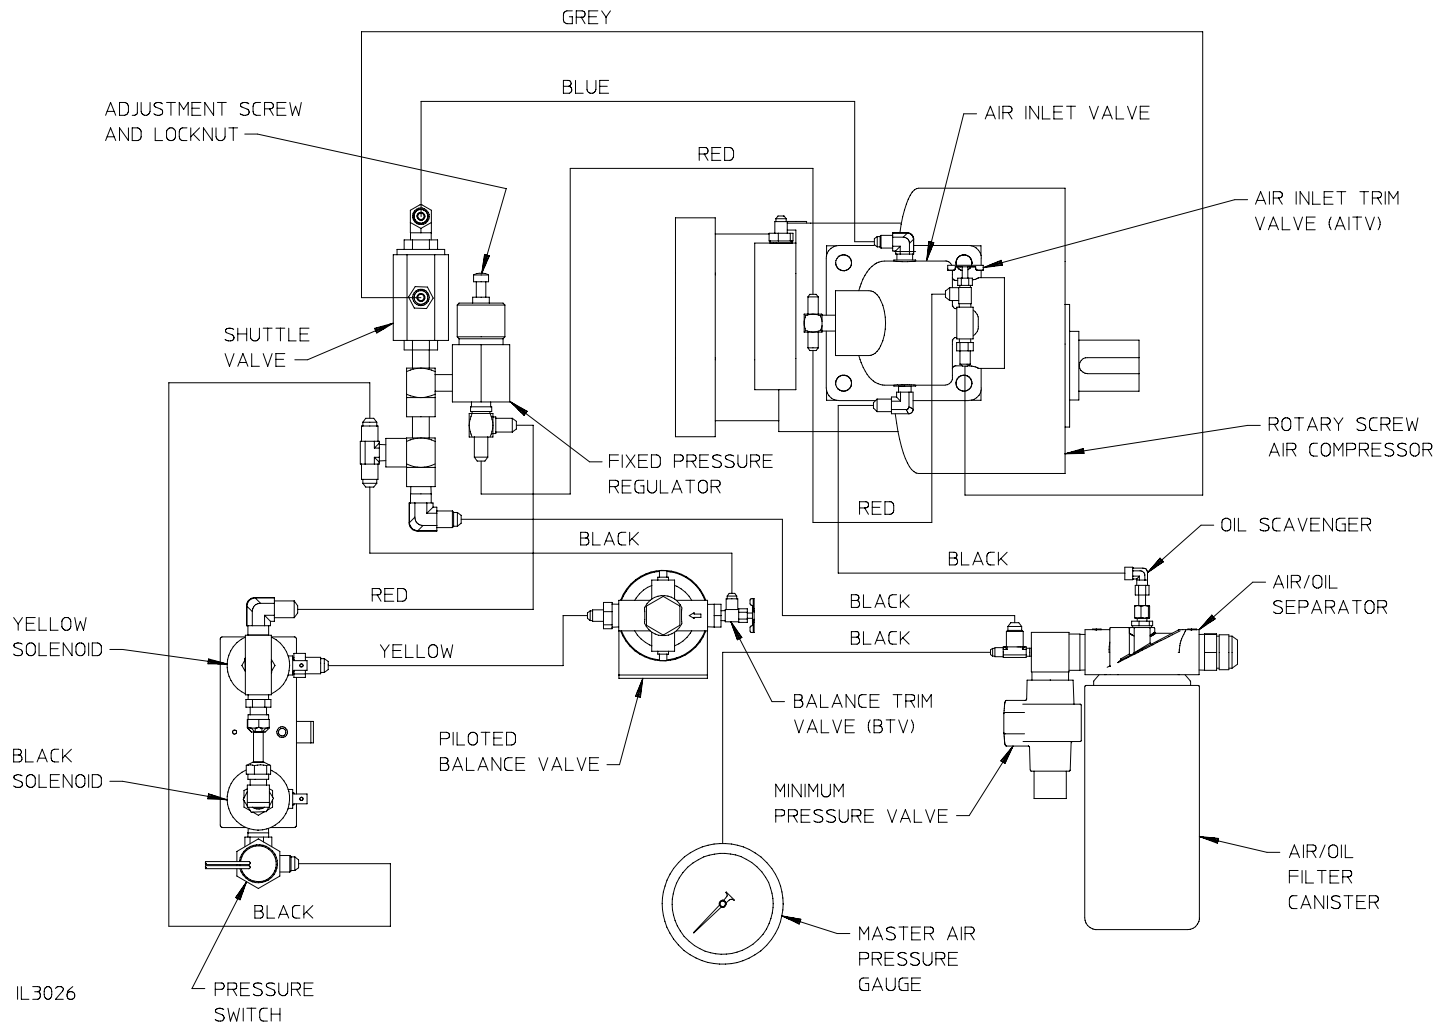 GREY
BLUE
ADJUSTMENT SCREW
AND LOCKNUT
AIR INLET VALVE
RED
AIR INLET TRIM
VALVE (AITV)
SHUTTLE
VALVE
ROTARY SCREW
AIR COMPRESSOR
FIXED PRESSURE
REGULATOR
RED
OIL SCAVENGER
BLACK
BLACK
AIR/OIL
SEPARATOR
RED
BLACK
YELLOW
SOLENOID
BLACK
YELLOW
BALANCE TRIM
VALVE (BTV)
PILOTED
BALANCE VALVE
BLACK
SOLENOID
MINIMUM
PRESSURE VALVE
AIR/OIL
FILTER
CANISTER
BLACK
MASTER AIR
PRESSURE
GAUGE
PRESSURE
SWITCH
IL3026